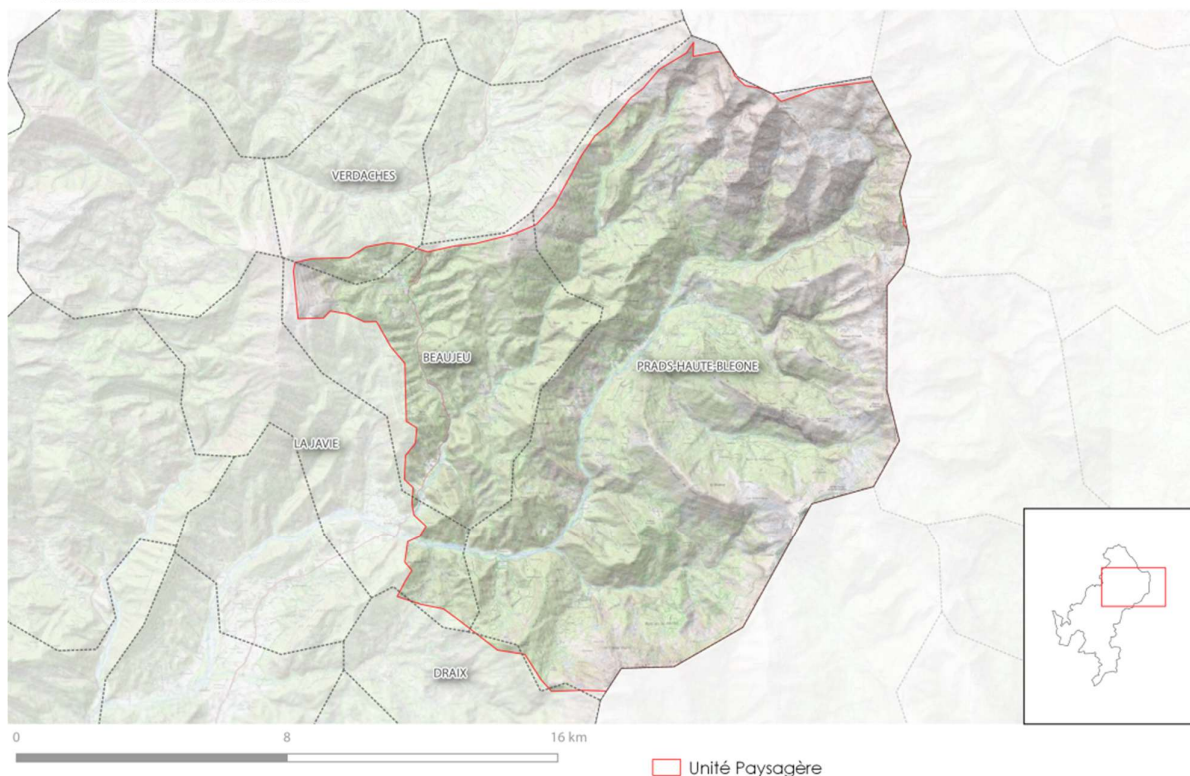 VERDACHES
BEAUJEU
PRADS-HAUTE-BLEONE
LA JAVIE
DRAIX
0 8 16 km
Unité Paysagère